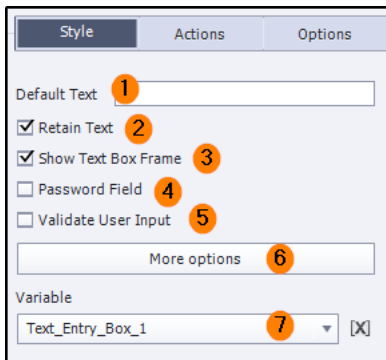 Style Actions Options
Default Text 1
Retain Text 2
Show Text Box Frame 3
Password Field 4
Validate User Input 5
More options 6
Variable
Text_Entry_Box_1 7 [X]